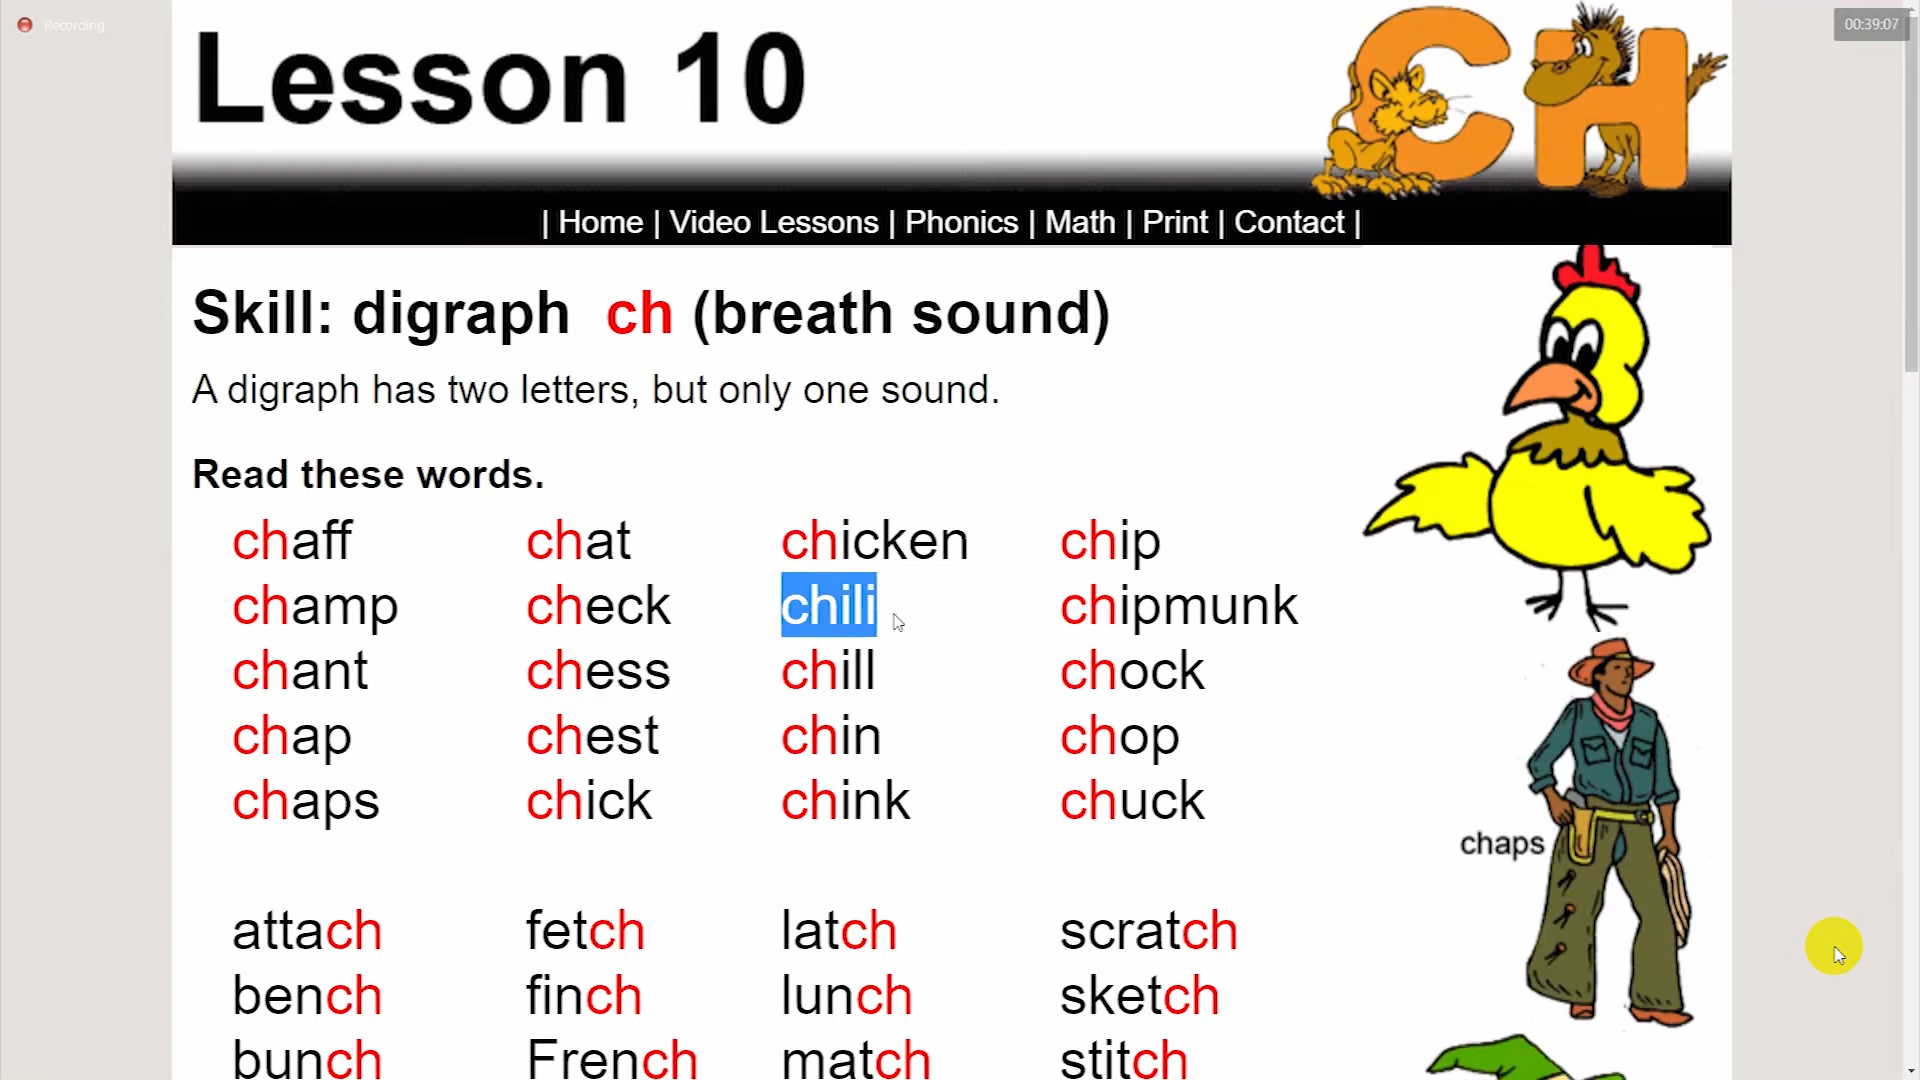 Recording
00:39:07
Lesson 10
CH
| Home | Video Lessons | Phonics | Math | Print | Contact |
Skill: digraph ch (breath sound)
A digraph has two letters, but only one sound.
Read these words.
chaff chat chicken chip
champ check chili chipmunk
chant chess chill chock
chap chest chin chop
chaps chick chink chuck
chaps
attach fetch latch scratch
bench finch lunch sketch
bunch French match stitch